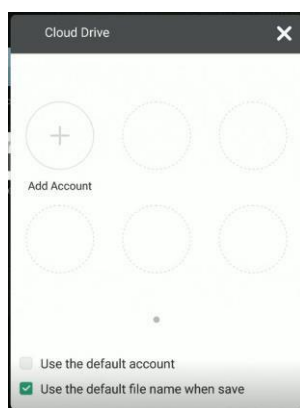 Cloud Drive
Add Account
Use the default account
Use the default file name when save